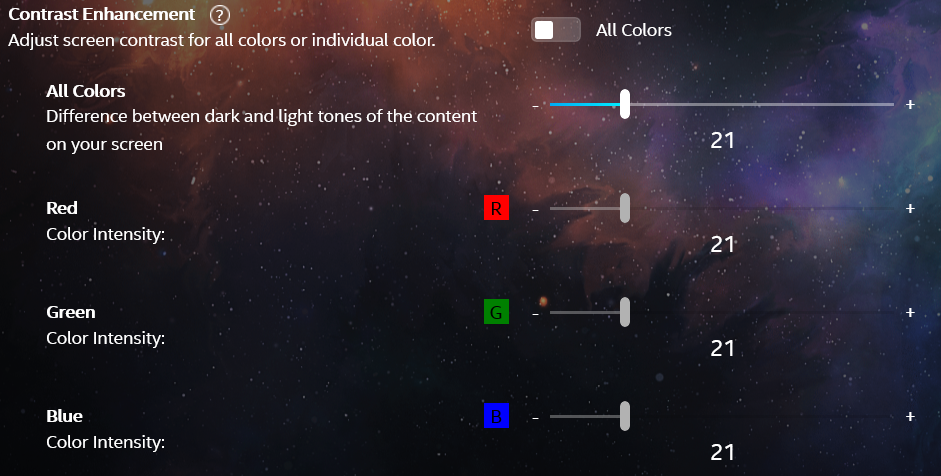 Contrast Enhancement ?
Adjust screen contrast for all colors or individual color.
All Colors
All Colors
Difference between dark and light tones of the content
on your screen
- +
21
Red
Color Intensity:
R
- +
21
Green
Color Intensity:
G
- +
21
Blue
Color Intensity:
B
- +
21